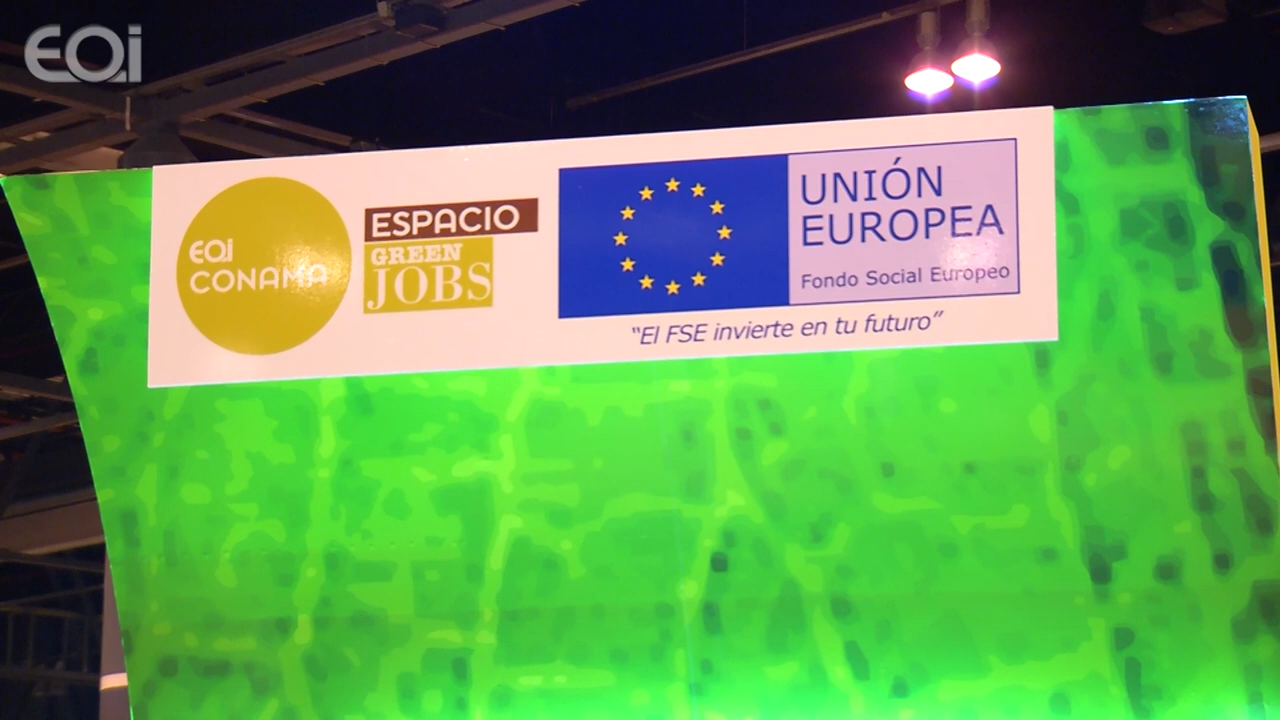 EOi
EOi
CONAMA
ESPACIO
GREEN
JOBS
UNIÓN
EUROPEA
Fondo Social Europeo
“El FSE invierte en tu futuro”